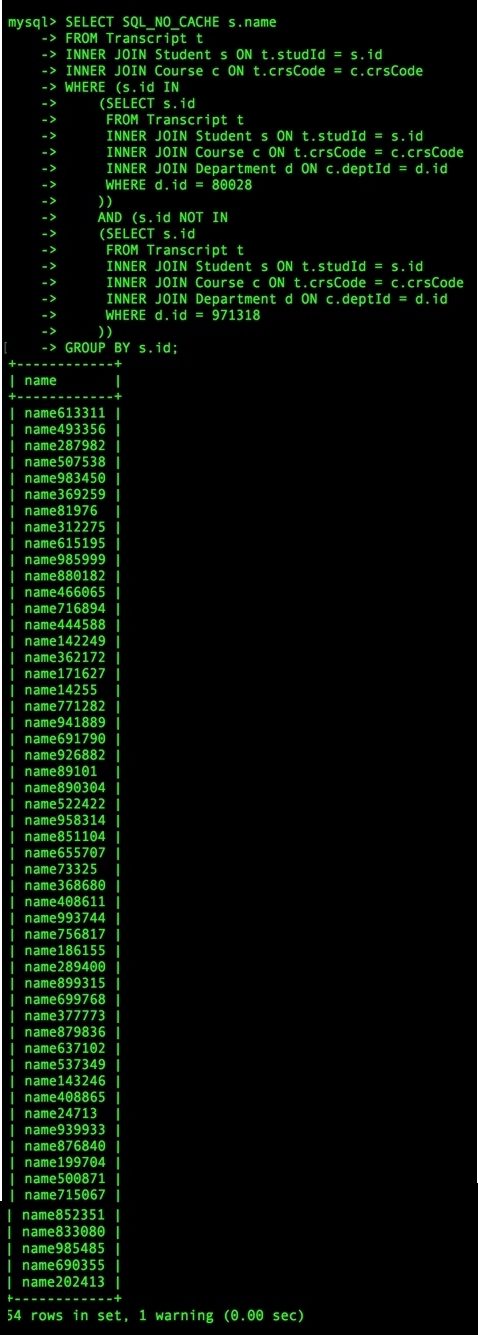 mysql> SELECT SQL_NO_CACHE s.name
    -> FROM Transcript t
    -> INNER JOIN Student s ON t.studId = s.id
    -> INNER JOIN Course c ON t.crsCode = c.crsCode
    -> WHERE (s.id IN
    ->     (SELECT s.id
    ->      FROM Transcript t
    ->      INNER JOIN Student s ON t.studId = s.id
    ->      INNER JOIN Course c ON t.crsCode = c.crsCode
    ->      INNER JOIN Department d ON c.deptId = d.id
    ->      WHERE d.id = 80028
    ->     ))
    ->     AND (s.id NOT IN
    ->     (SELECT s.id
    ->      FROM Transcript t
    ->      INNER JOIN Student s ON t.studId = s.id
    ->      INNER JOIN Course c ON t.crsCode = c.crsCode
    ->      INNER JOIN Department d ON c.deptId = d.id
    ->      WHERE d.id = 971318
    ->     ))
[    -> GROUP BY s.id;
+------------+
| name       |
+------------+
| name613311 |
| name493356 |
| name287982 |
| name507538 |
| name983450 |
| name369259 |
| name81976  |
| name312275 |
| name615195 |
| name985999 |
| name880182 |
| name466065 |
| name716894 |
| name444588 |
| name142249 |
| name362172 |
| name171627 |
| name14255  |
| name771282 |
| name941889 |
| name691790 |
| name926882 |
| name89101  |
| name890304 |
| name522422 |
| name958314 |
| name851104 |
| name655707 |
| name73325  |
| name368680 |
| name408611 |
| name993744 |
| name756817 |
| name186155 |
| name289400 |
| name899315 |
| name699768 |
| name377773 |
| name879836 |
| name637102 |
| name537349 |
| name143246 |
| name408865 |
| name24713  |
| name939933 |
| name876840 |
| name199704 |
| name500871 |
| name715067 |
| name852351 |
| name833080 |
| name985485 |
| name690355 |
| name202413 |
+------------+
54 rows in set, 1 warning (0.00 sec)